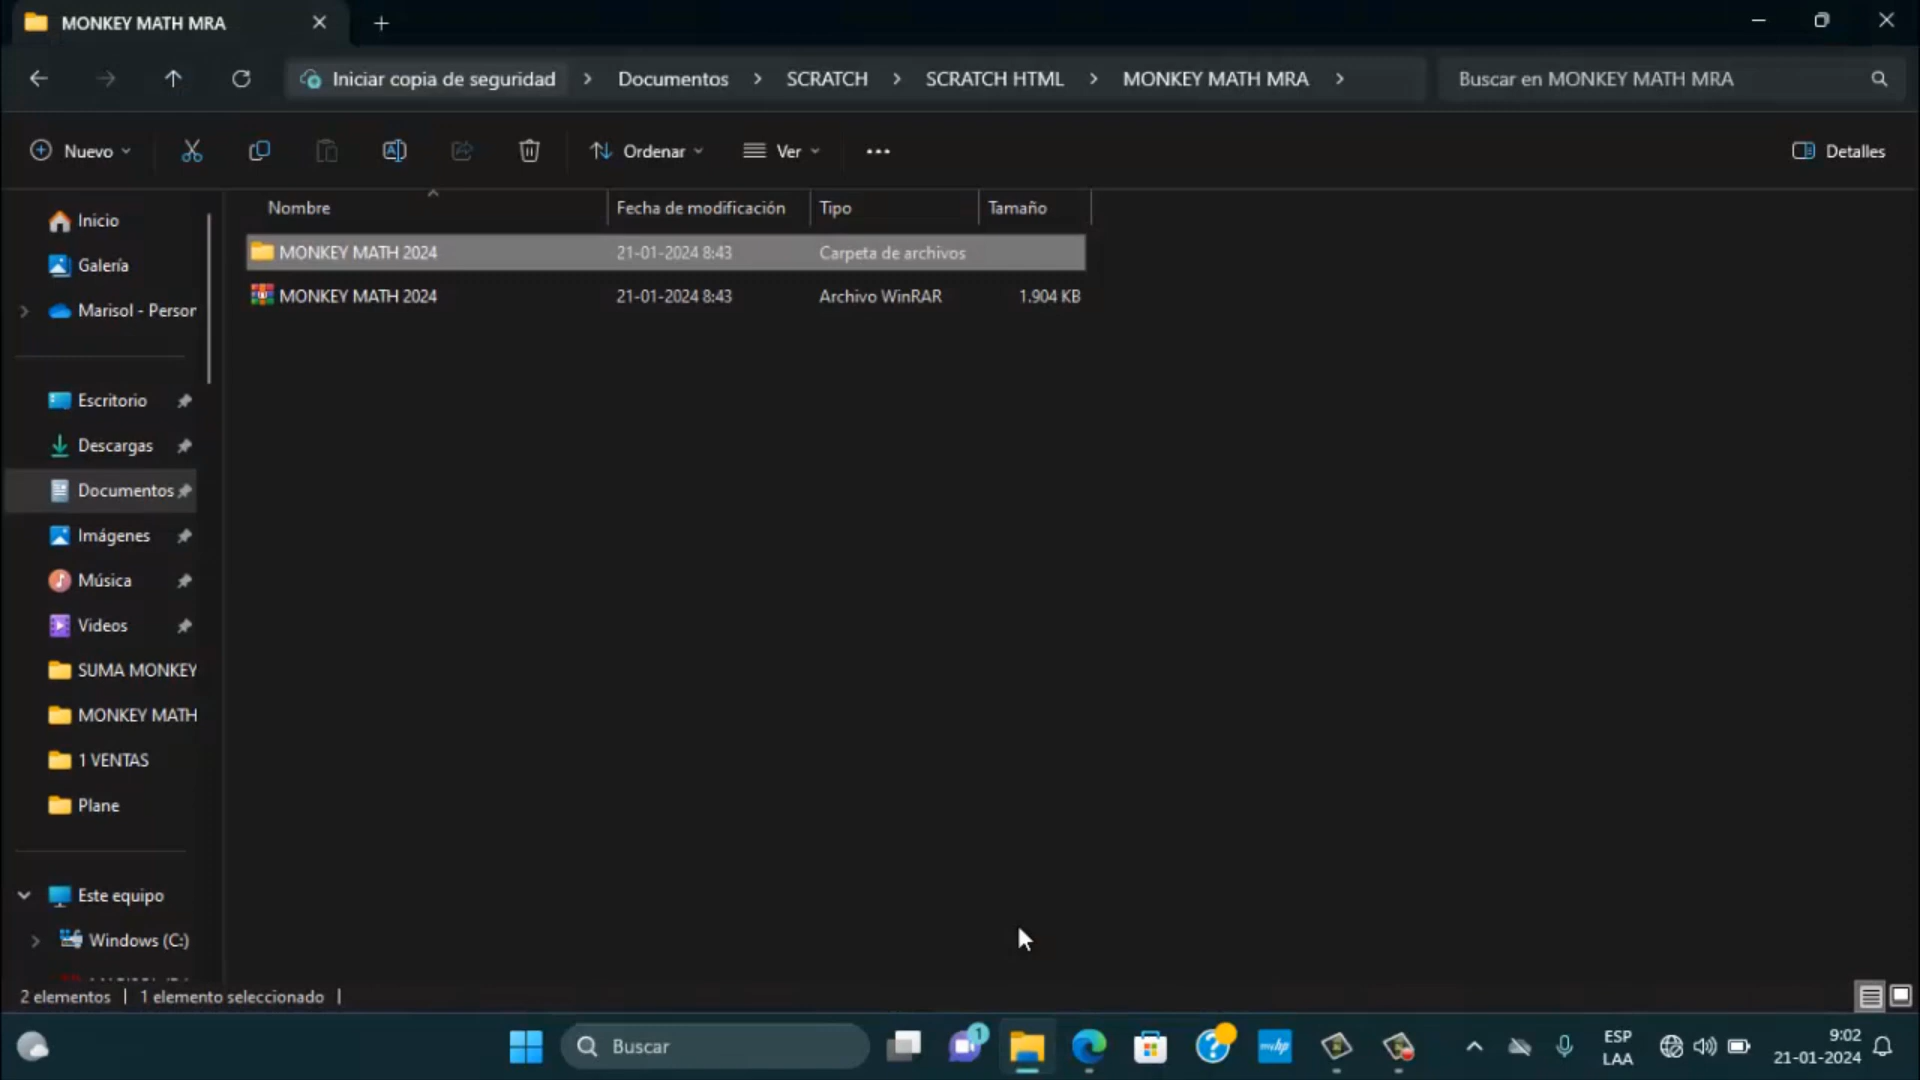 MONKEY MATH MRA
Iniciar copia de seguridad > Documentos > SCRATCH > SCRATCH HTML > MONKEY MATH MRA >
Buscar en MONKEY MATH MRA
Nuevo
Ordenar
Ver
Detalles
Nombre
Fecha de modificación
Tipo
Tamaño
MONKEY MATH 2024 21-01-2024 8:43 Carpeta de archivos
MONKEY MATH 2024 21-01-2024 8:43 Archivo WinRAR 1.904 KB
Inicio
Galería
Marisol - Persor
Escritorio
Descargas
Documentos
Imágenes
Música
Videos
SUMA MONKEY
MONKEY MATH
1 VENTAS
Plane
Este equipo
Windows (C:)
2 elementos | 1 elemento seleccionado |
Buscar
1
myhp
ESP
LAA
9:02
21-01-2024